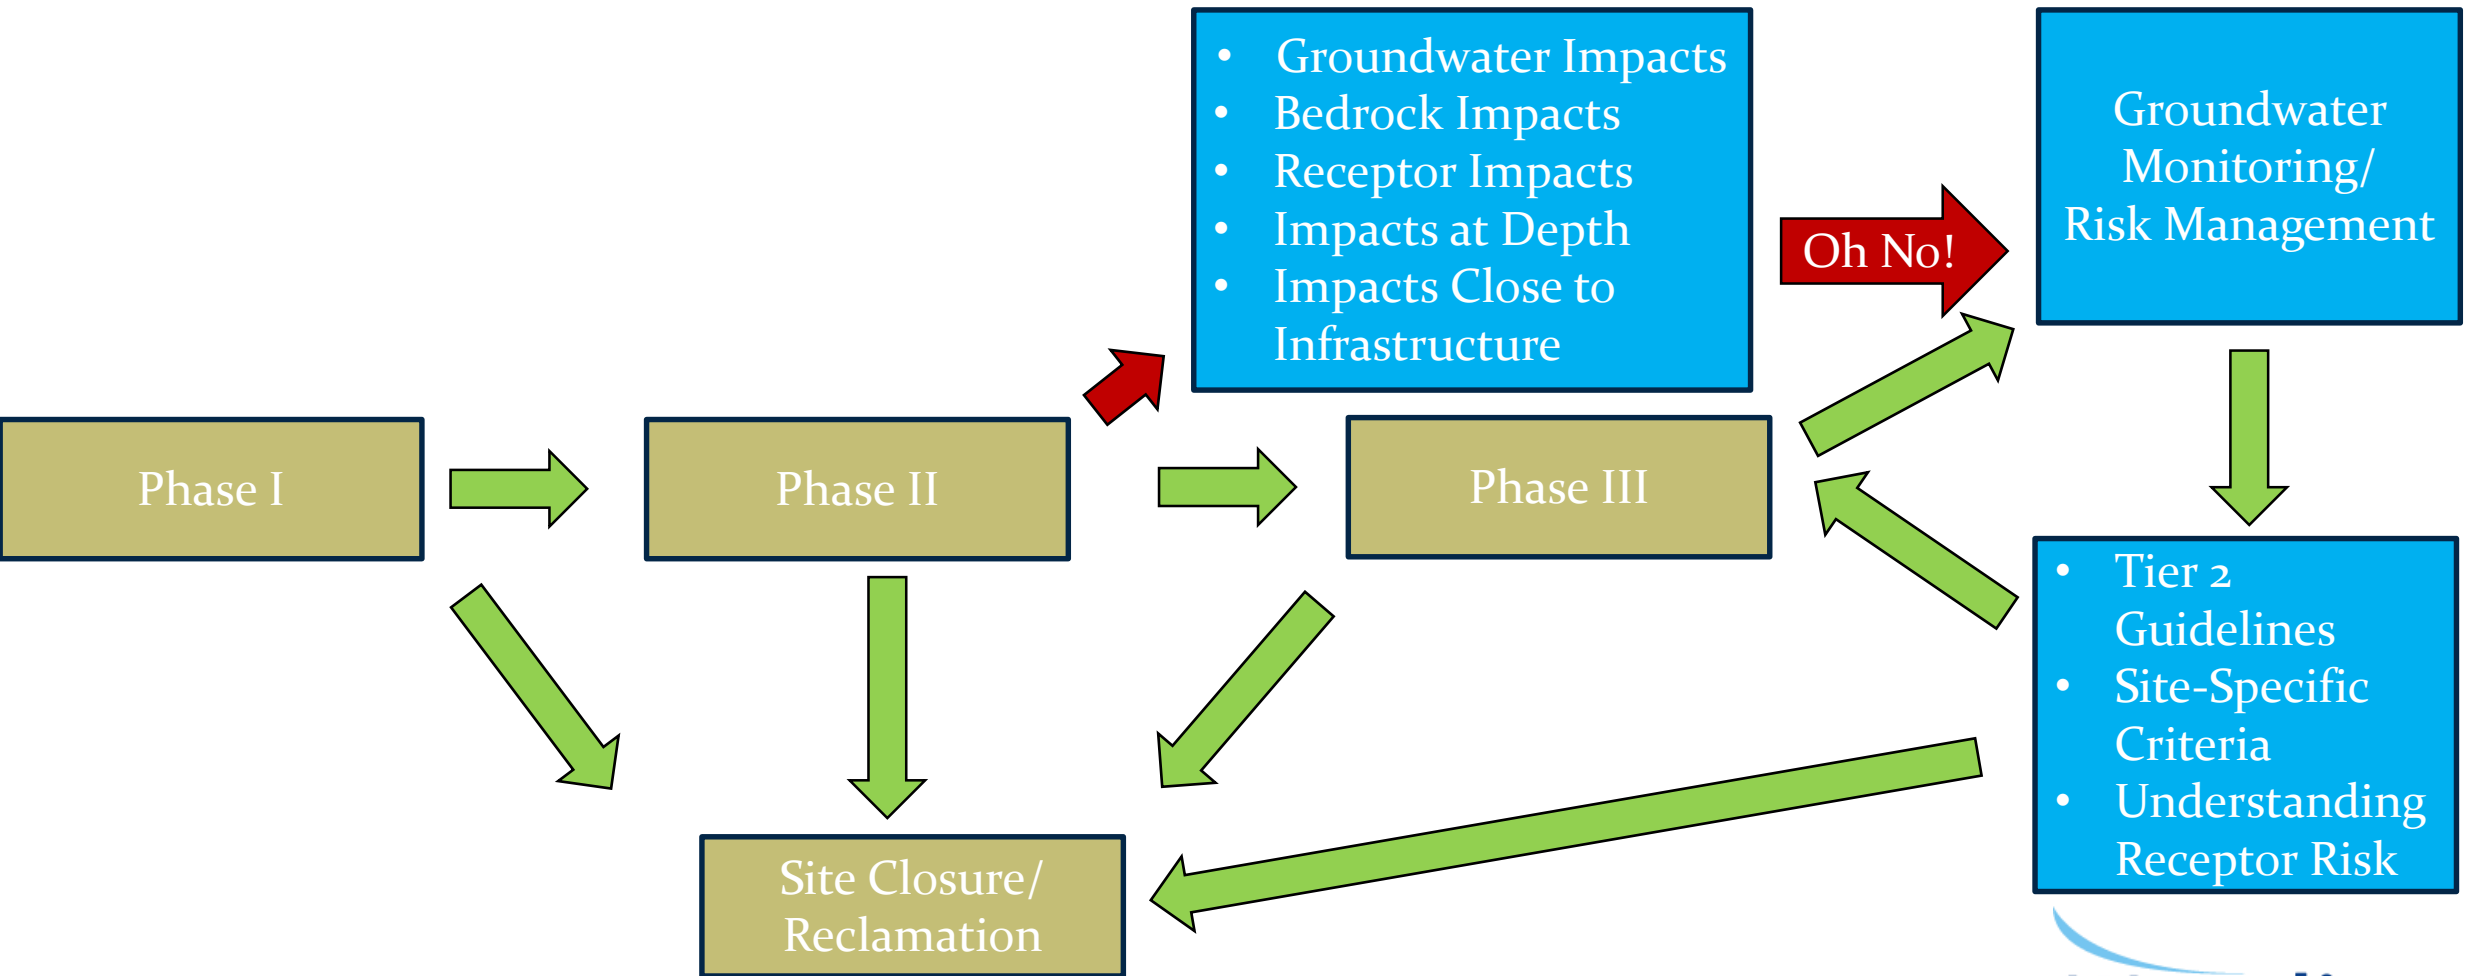 • Groundwater Impacts
• Bedrock Impacts
• Receptor Impacts
• Impacts at Depth
• Impacts Close to
Infrastructure
Oh No!
Groundwater
Monitoring/
Risk Management
Phase I
Phase II
Phase III
• Tier 2
Guidelines
• Site-Specific
Criteria
• Understanding
Receptor Risk
Site Closure/
Reclamation